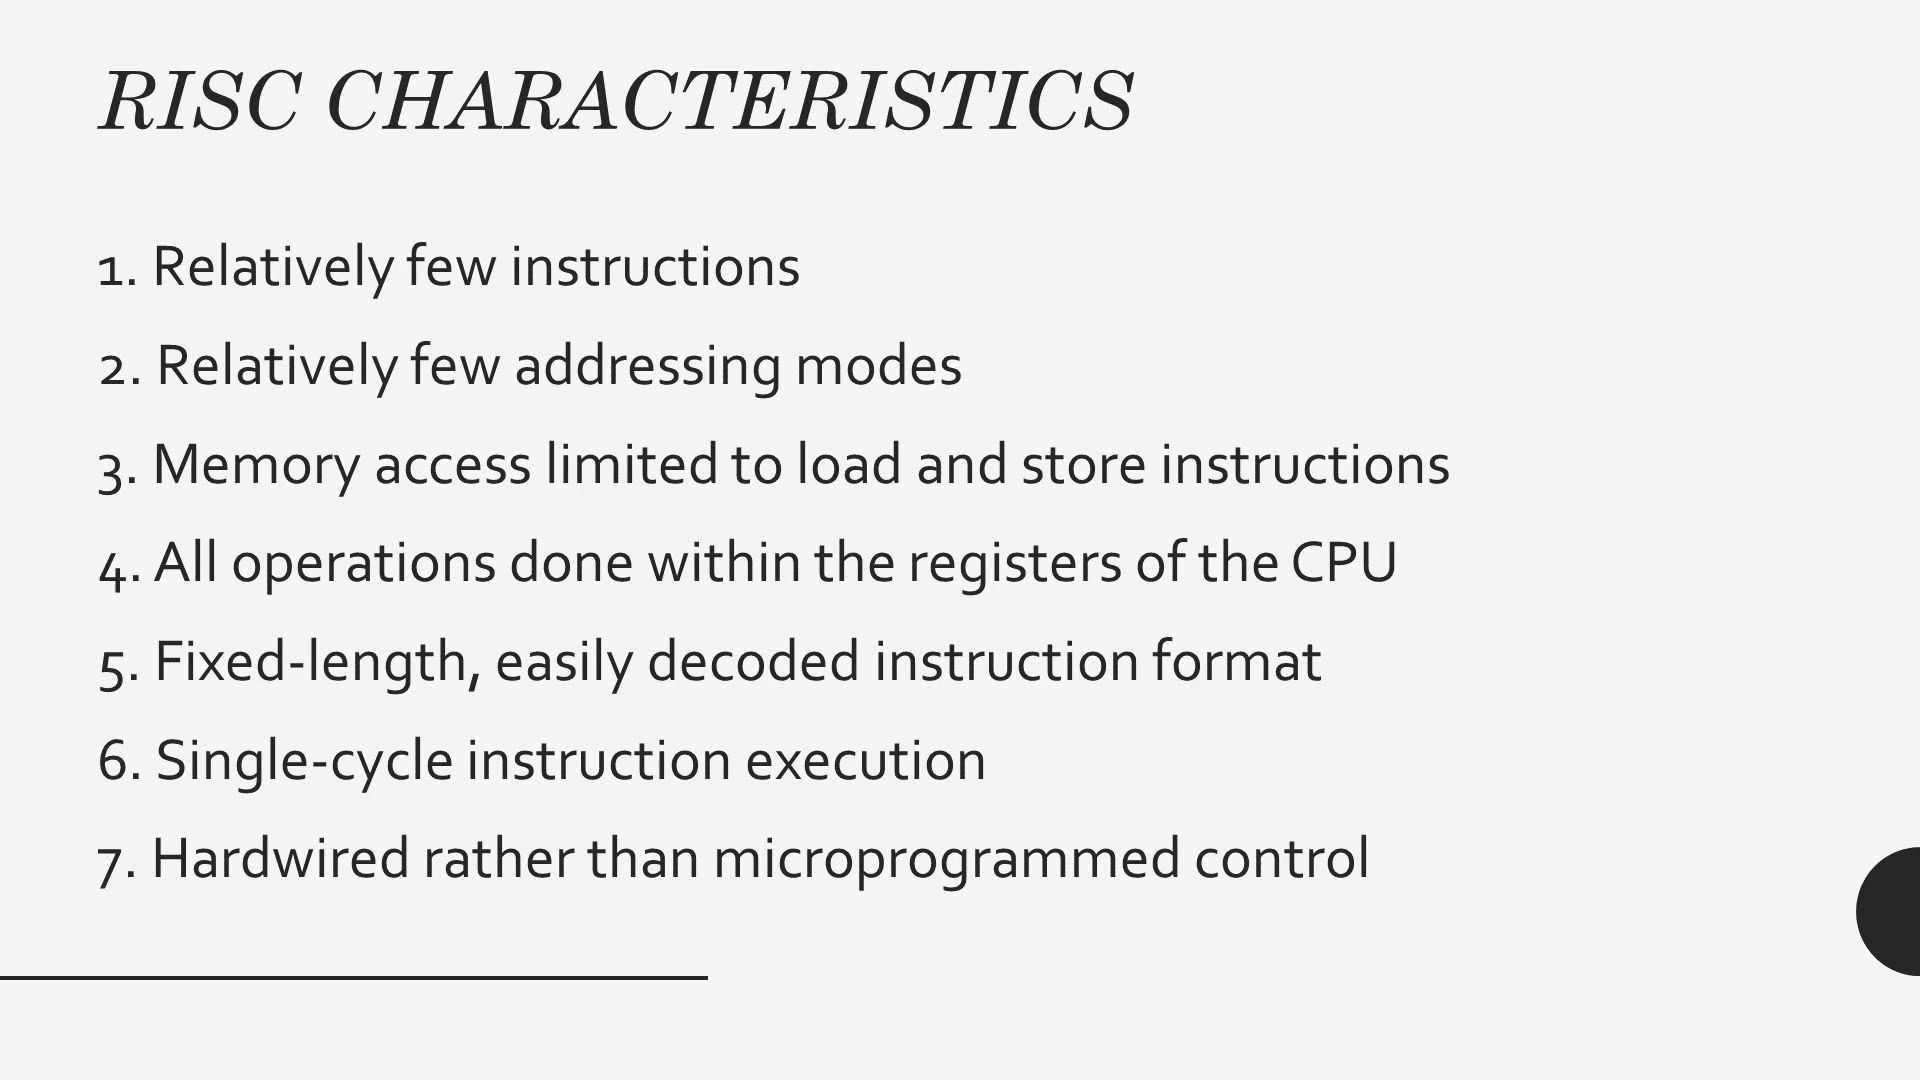 RISC CHARACTERISTICS
1. Relatively few instructions
2. Relatively few addressing modes
3. Memory access limited to load and store instructions
4. All operations done within the registers of the CPU
5. Fixed-length, easily decoded instruction format
6. Single-cycle instruction execution
7. Hardwired rather than microprogrammed control